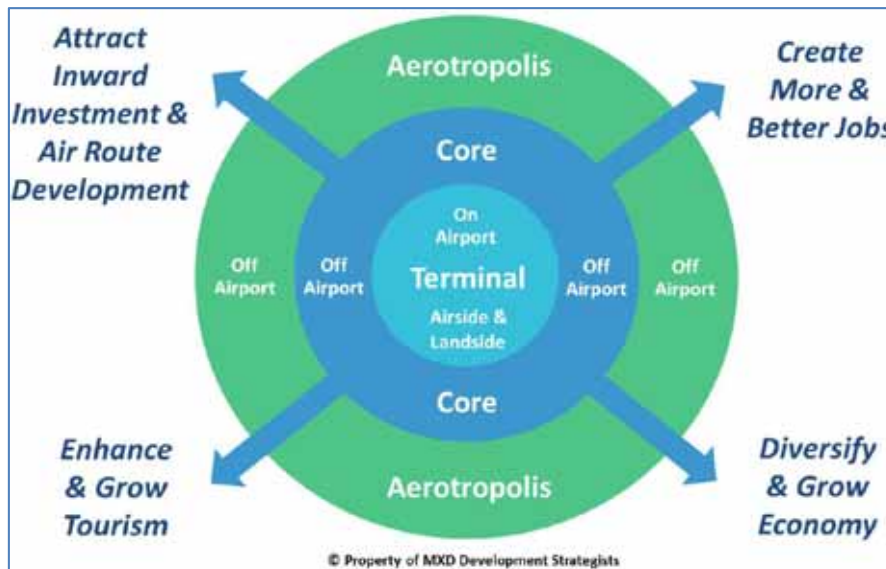 Attract
Inward
Investment &
Air Route
Development
Create
More &
Better Jobs
Aerotropolis
Core
On
Airport
Terminal
Airside &
Landside
Off
Airport
Off
Airport
Off
Airport
Off
Airport
Core
Aerotropolis
Enhance
& Grow
Tourism
Diversify
& Grow
Economy
© Property of MXD Development Strategists